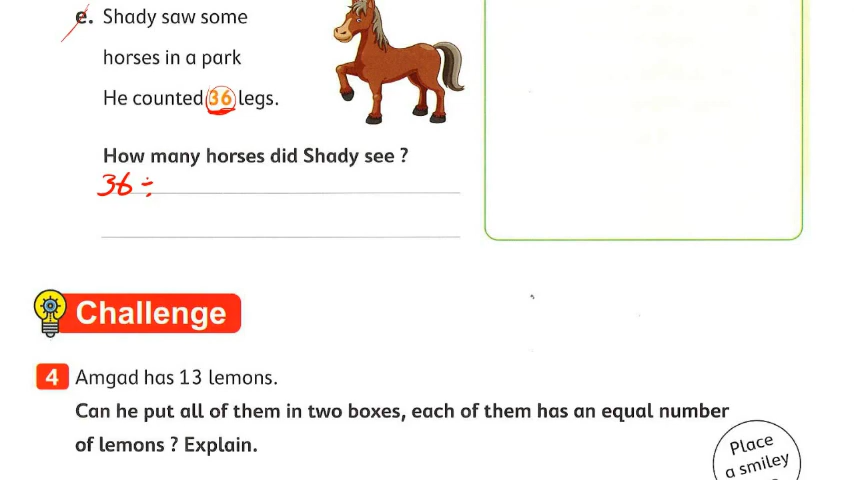 e. Shady saw some
horses in a park
He counted 36 legs.
How many horses did Shady see ?
36 ÷
Challenge
4 Amgad has 13 lemons.
Can he put all of them in two boxes, each of them has an equal number
of lemons ? Explain.
Place
a smiley